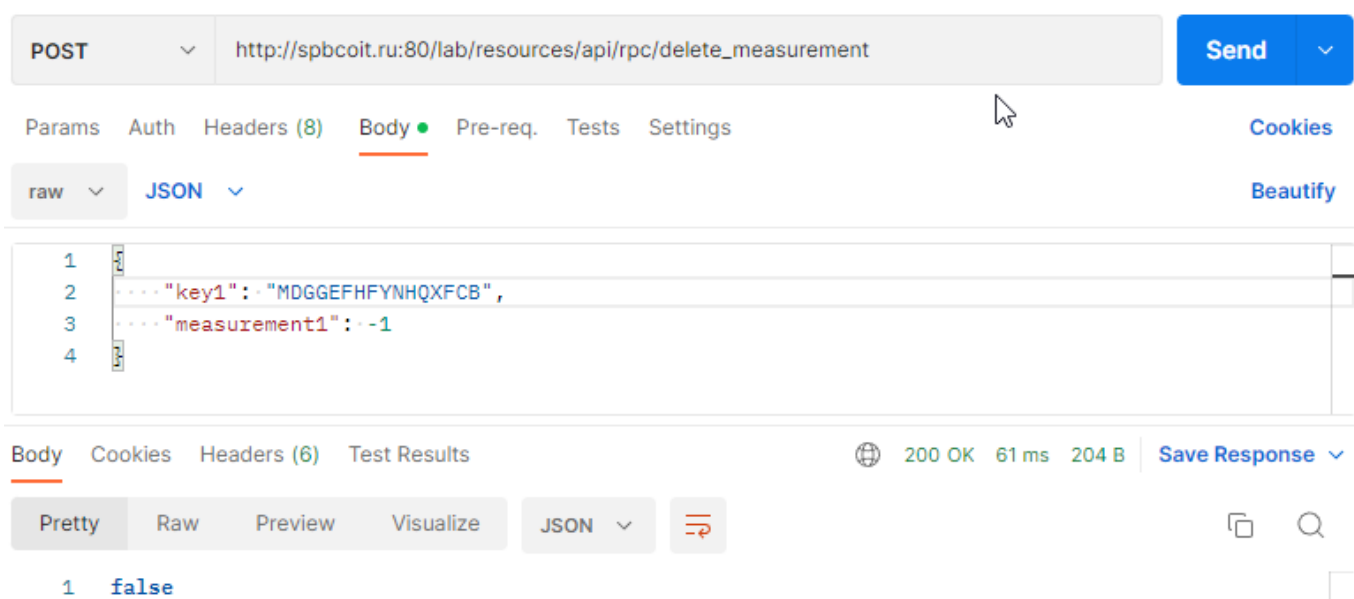 POST http://spbcoit.ru:80/lab/resources/api/rpc/delete_measurement Send
Params Auth Headers (8) Body Pre-req. Tests Settings Cookies
raw JSON Beautify
1 {
2 "key1": "MDGGEFHFYNHQXFCB",
3 "measurement1": -1
4 }
Body Cookies Headers (6) Test Results 200 OK 61 ms 204 B Save Response
Pretty Raw Preview Visualize JSON
1 false